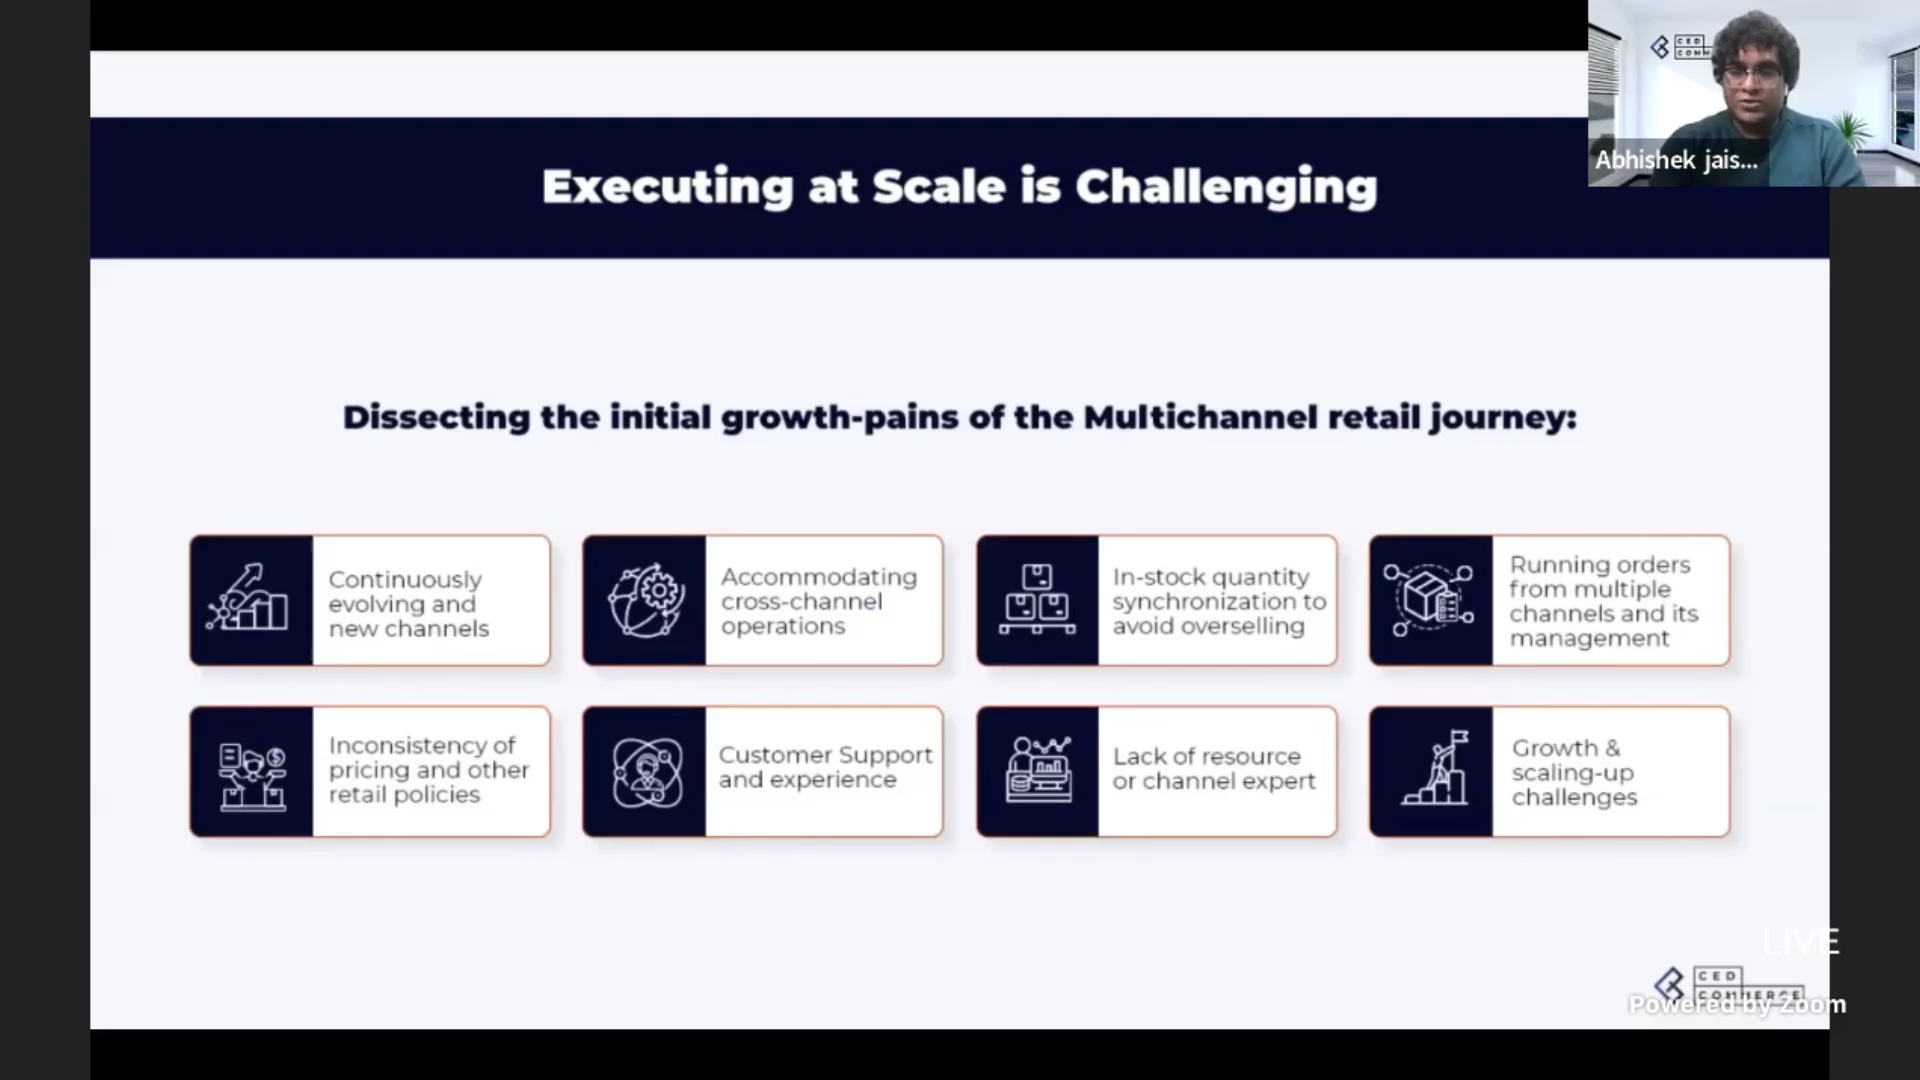 CED
COMM
Abhishek jais...
Executing at Scale is Challenging
Dissecting the initial growth-pains of the Multichannel retail journey:
Continuously
evolving and
new channels
Accommodating
cross-channel
operations
In-stock quantity
synchronization to
avoid overselling
Running orders
from multiple
channels and its
management
Inconsistency of
pricing and other
retail policies
Customer Support
and experience
Lack of resource
or channel expert
Growth &
scaling-up
challenges
LIVE
CED
COMMERCE
Powered by Zoom